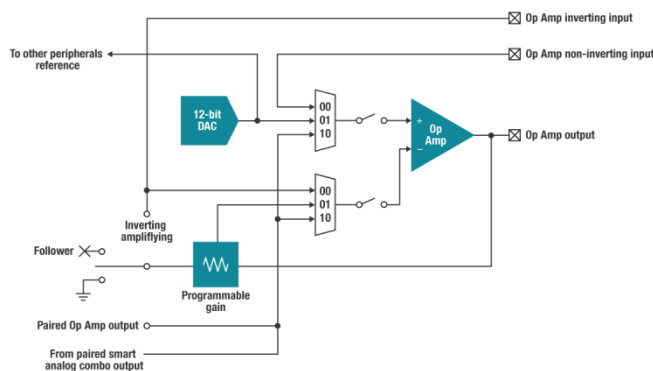 Op Amp inverting input
To other peripherals
reference
Op Amp non-inverting input
12-bit
DAC
00
01
10
+
Op
Amp
−
Op Amp output
00
01
10
Inverting
ampliflying
Follower
Programmable
gain
Paired Op Amp output
From paired smart
analog combo output